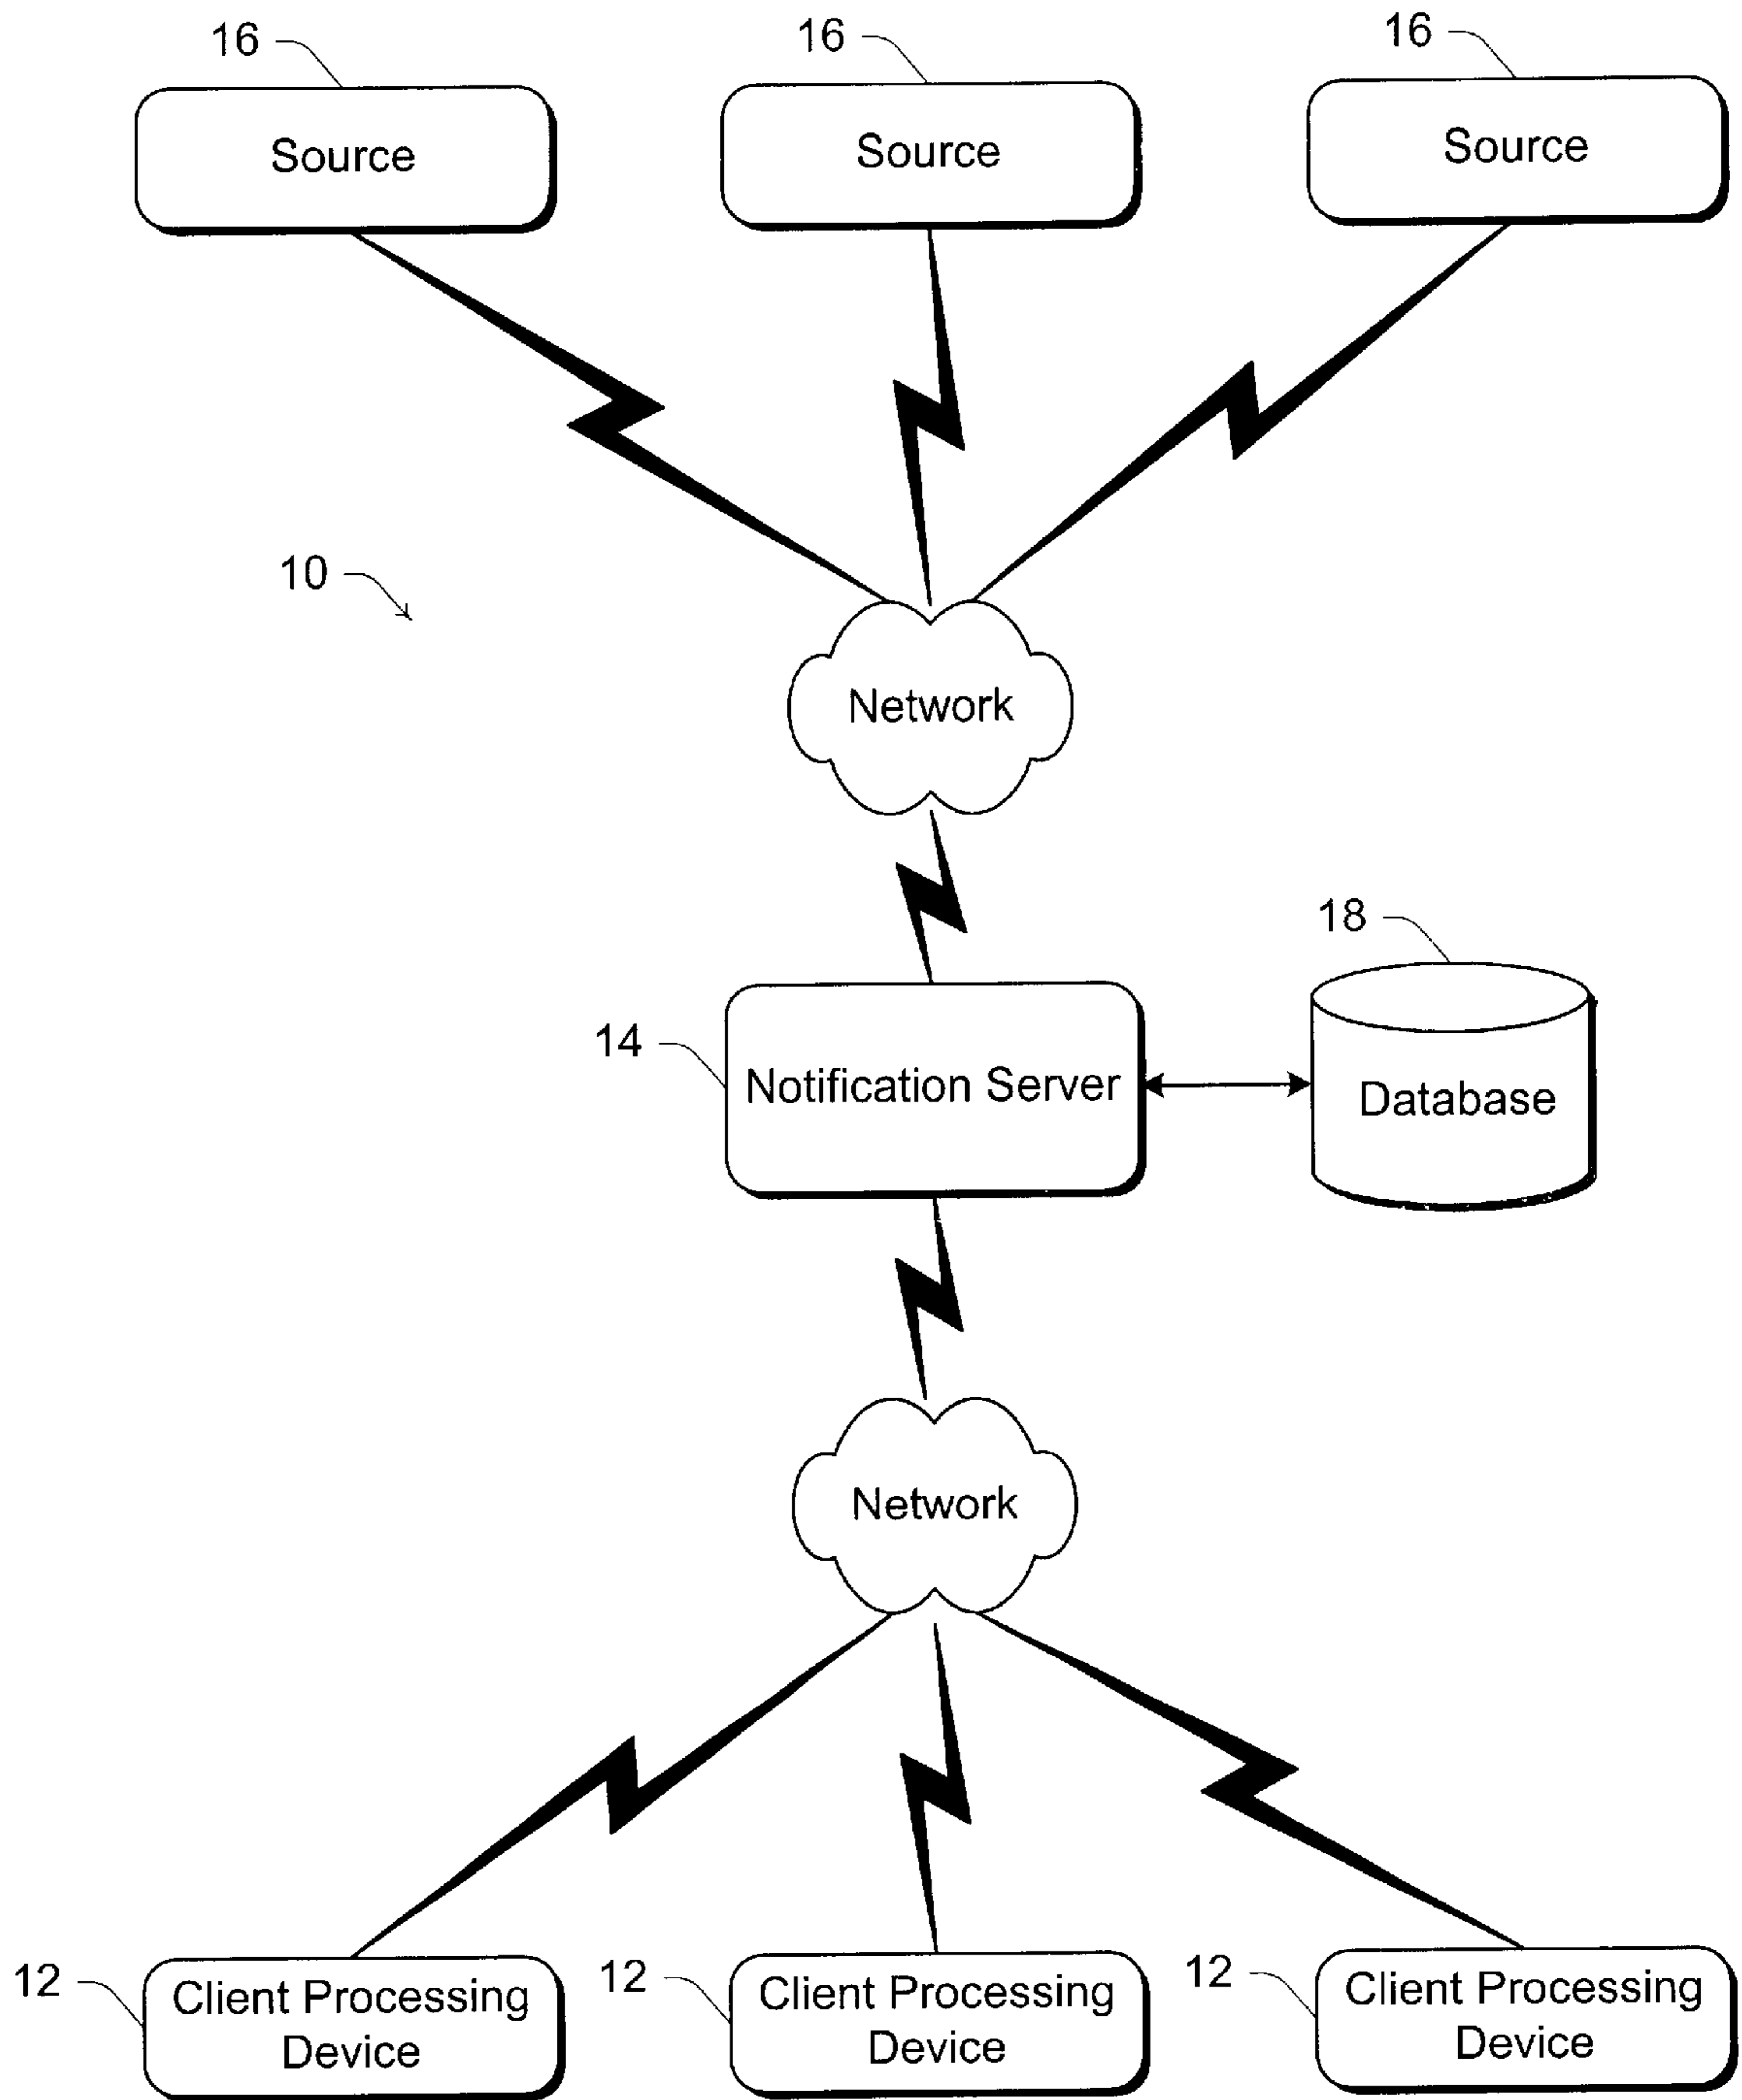 16
16
16
Source
Source
Source
10
Network
18
14
Notification Server
Database
Network
12
12
12
Client Processing
Device
Client Processing
Device
Client Processing
Device